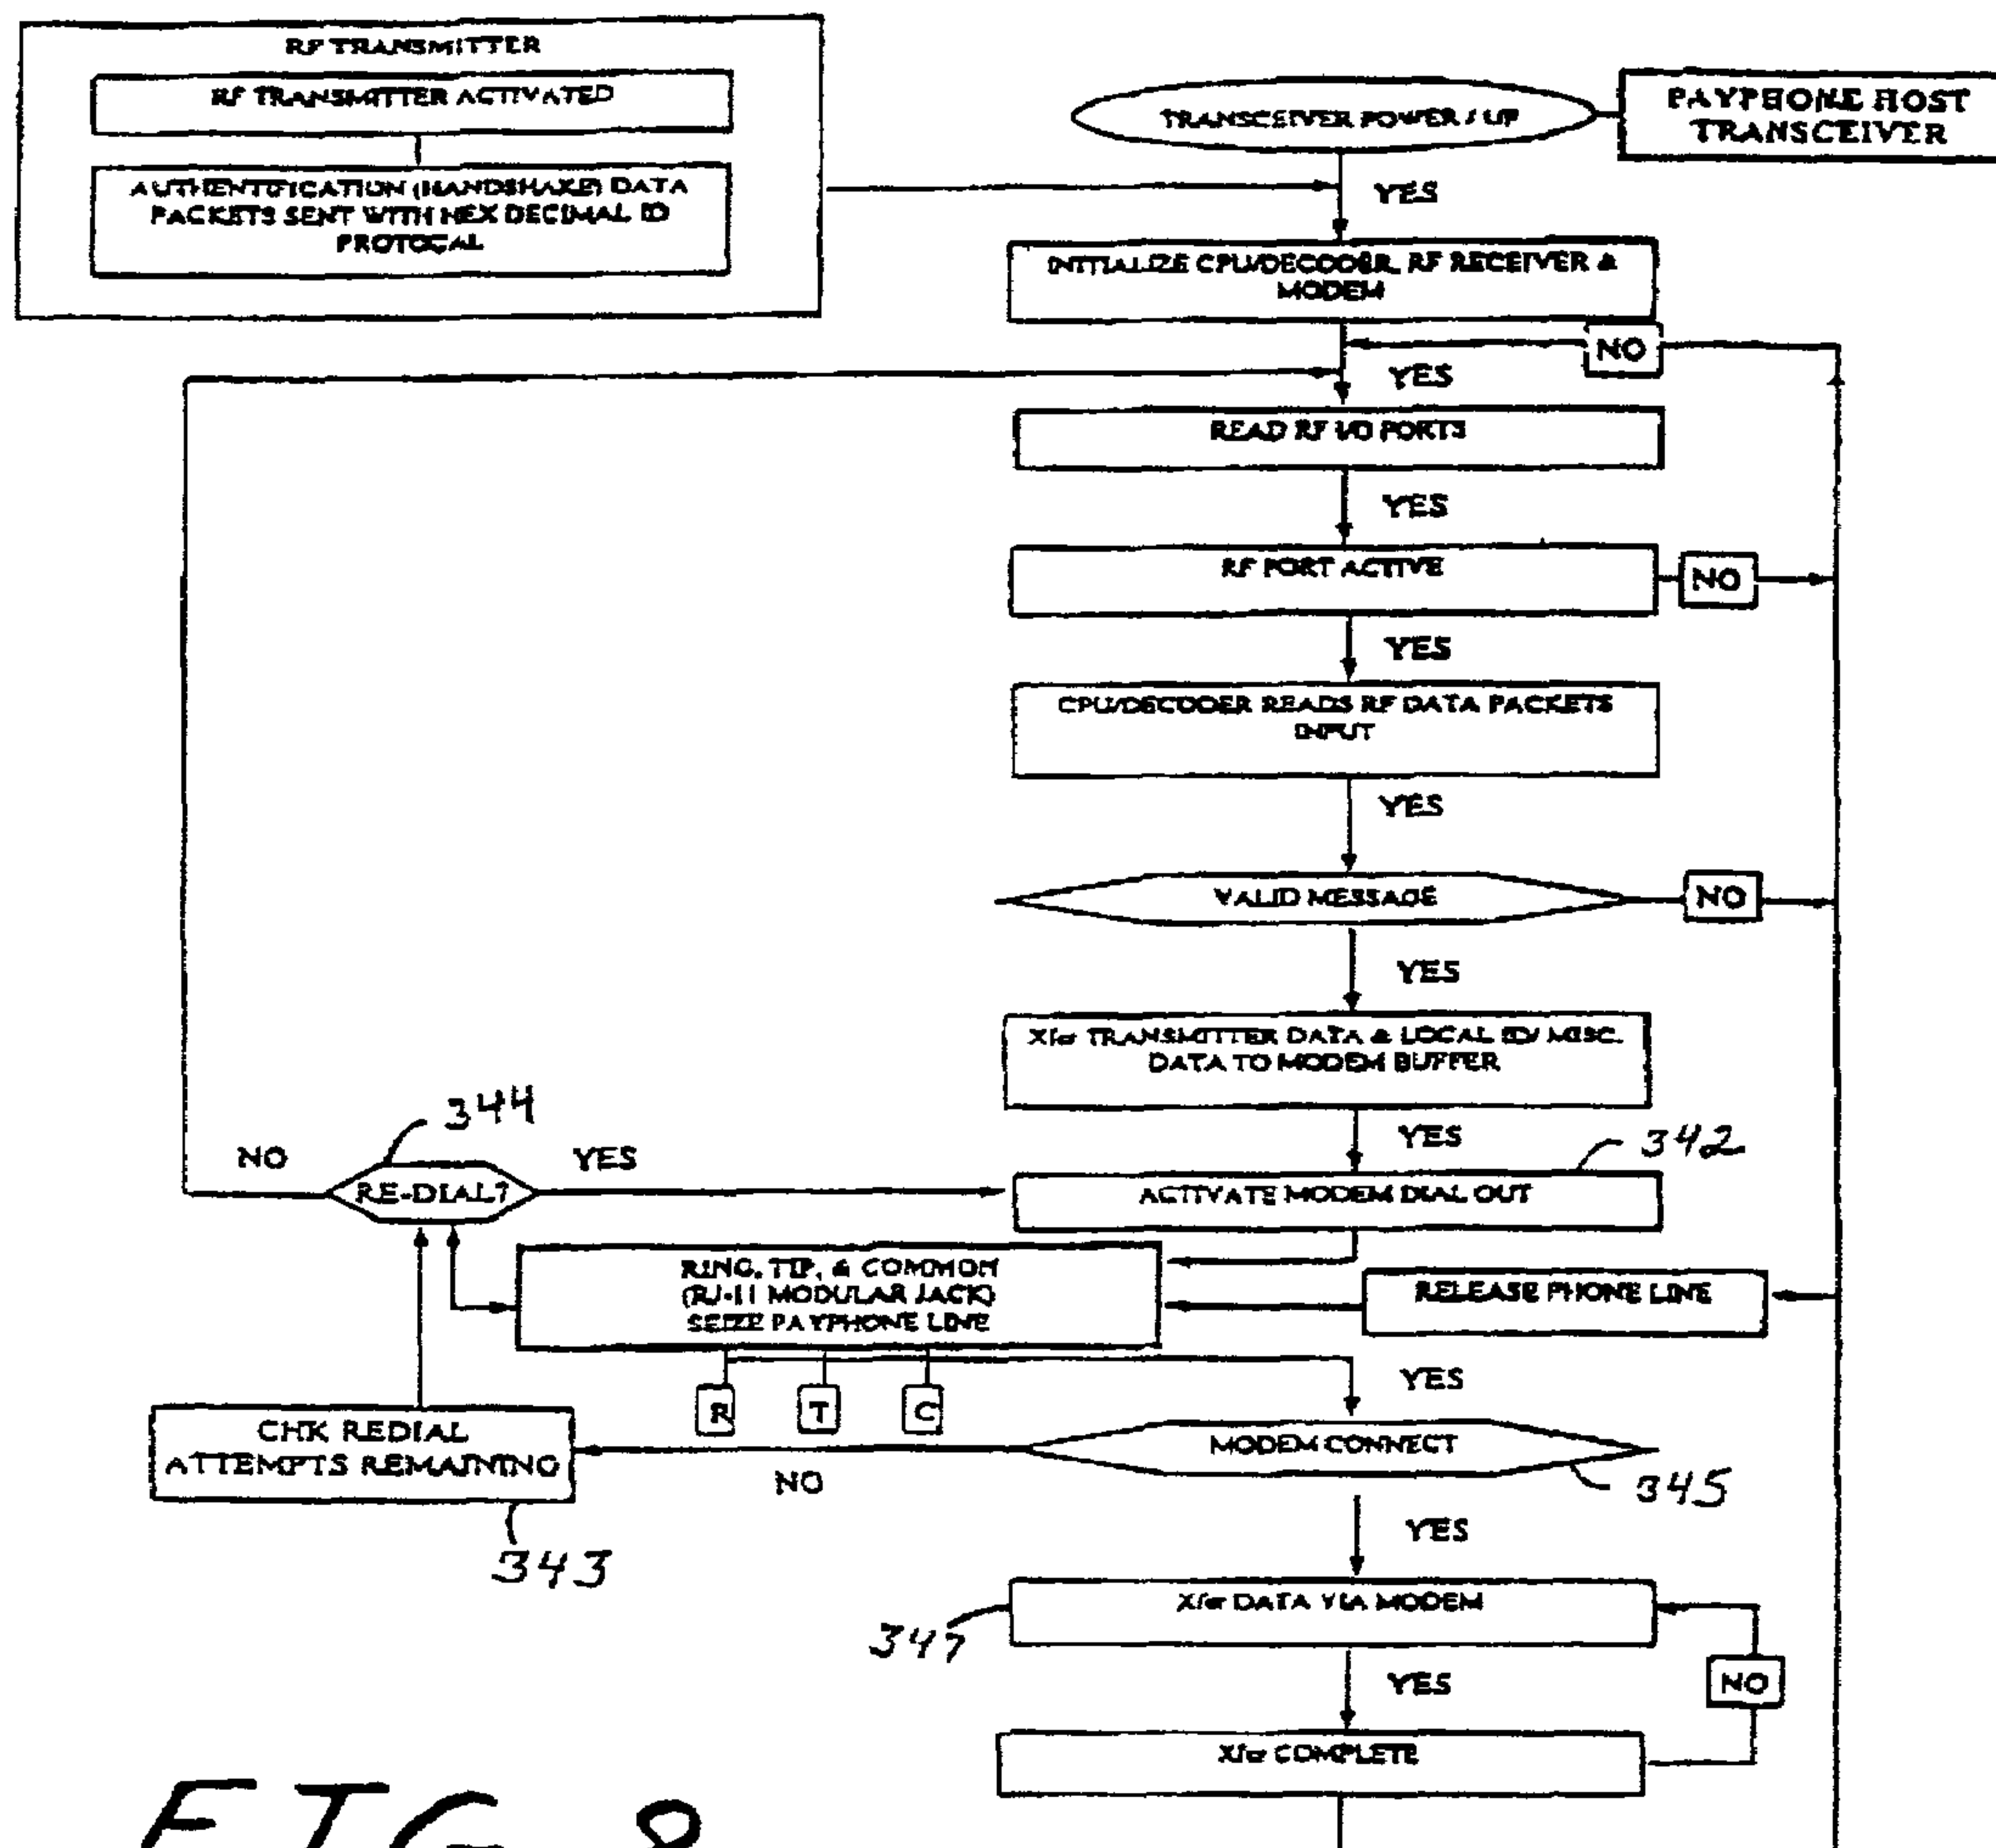 RF TRANSMITTER
RF TRANSMITTER ACTIVATED
AUTHENTIFICATION (HANDSHAKE) DATA
PACKETS SENT WITH HEX DECIMAL ID
PROTOCAL
TRANSCEIVER POWER / UP
PAYPHONE HOST
TRANSCEIVER
YES
INITIALIZE CPU/DECODER, RF RECEIVER &
MODEM
NO
YES
READ RF I/O PORTS
YES
RF PORT ACTIVE
NO
YES
CPU/DECODER READS RF DATA PACKETS
INPUT
YES
VALID MESSAGE
NO
YES
Xfer TRANSMITTER DATA & LOCAL ID/ MISC.
DATA TO MODEM BUFFER
344
YES
342
NO
RE-DIAL?
YES
ACTIVATE MODEM DIAL OUT
RING, TIP, & COMMON
(RJ-11 MODULAR JACK)
SEIZE PAYPHONE LINE
RELEASE PHONE LINE
R
T
C
YES
CHK REDIAL
ATTEMPTS REMAINING
NO
MODEM CONNECT
345
343
YES
Xfer DATA VIA MODEM
347
YES
NO
Xfer COMPLETE
FIG 8